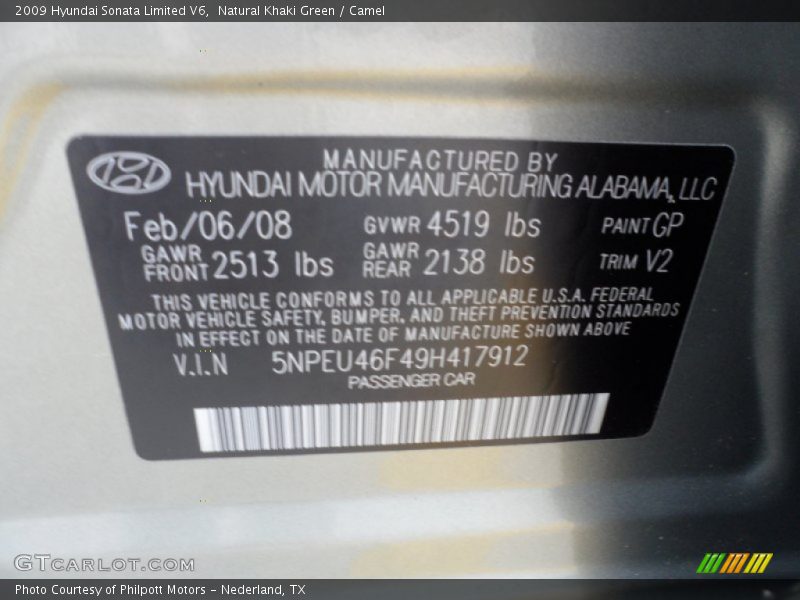 2009 Hyundai Sonata Limited V6,  Natural Khaki Green / Camel
MANUFACTURED BY
HYUNDAI MOTOR MANUFACTURING ALABAMA, LLC
Feb/06/08 GVWR 4519 lbs PAINT GP
GAWR FRONT 2513 lbs GAWR REAR 2138 lbs TRIM V2
THIS VEHICLE CONFORMS TO ALL APPLICABLE U.S.A. FEDERAL
MOTOR VEHICLE SAFETY, BUMPER, AND THEFT PREVENTION STANDARDS
IN EFFECT ON THE DATE OF MANUFACTURE SHOWN ABOVE
V.I.N 5NPEU46F49H417912
PASSENGER CAR
GTCARLOT.COM
Photo Courtesy of Philpott Motors - Nederland, TX